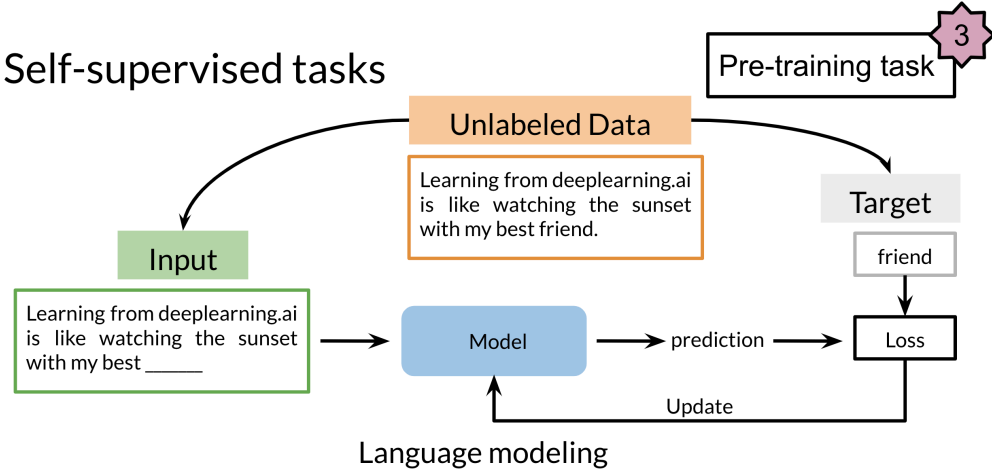 Self-supervised tasks
Pre-training task
3
Unlabeled Data
Learning from deeplearning.ai
is like watching the sunset
with my best friend.
Target
friend
Input
Learning from deeplearning.ai
is like watching the sunset
with my best ______
Model
prediction
Loss
Update
Language modeling